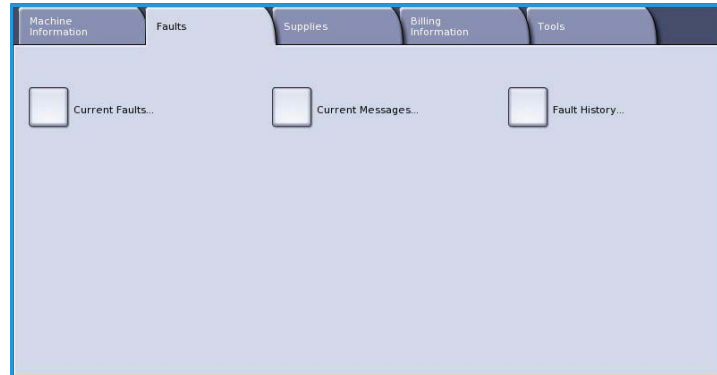 Machine
Information
Faults
Supplies
Billing
Information
Tools
Current Faults...
Current Messages...
Fault History...